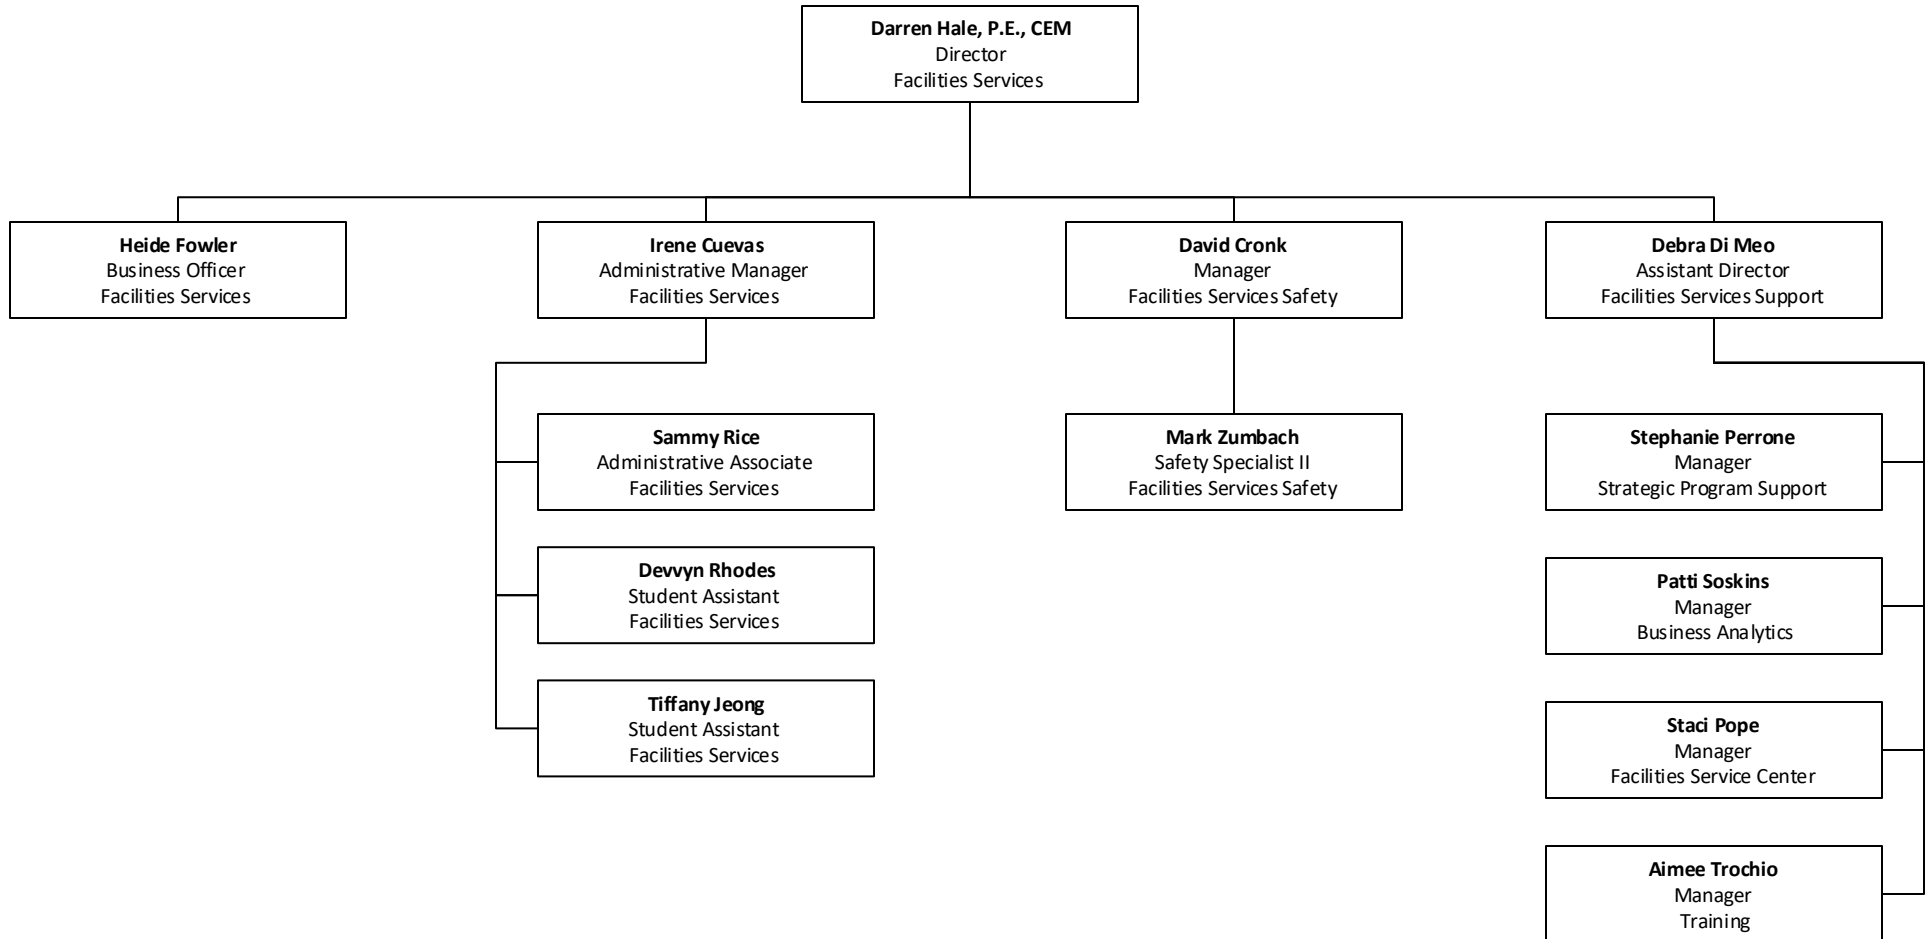 Darren Hale, P.E., CEM
Director
Facilities Services
Heide Fowler
Business Officer
Facilities Services
Irene Cuevas
Administrative Manager
Facilities Services
David Cronk
Manager
Facilities Services Safety
Debra Di Meo
Assistant Director
Facilities Services Support
Sammy Rice
Administrative Associate
Facilities Services
Devvyn Rhodes
Student Assistant
Facilities Services
Tiffany Jeong
Student Assistant
Facilities Services
Mark Zumbach
Safety Specialist II
Facilities Services Safety
Stephanie Perrone
Manager
Strategic Program Support
Patti Soskins
Manager
Business Analytics
Staci Pope
Manager
Facilities Service Center
Aimee Trochio
Manager
Training